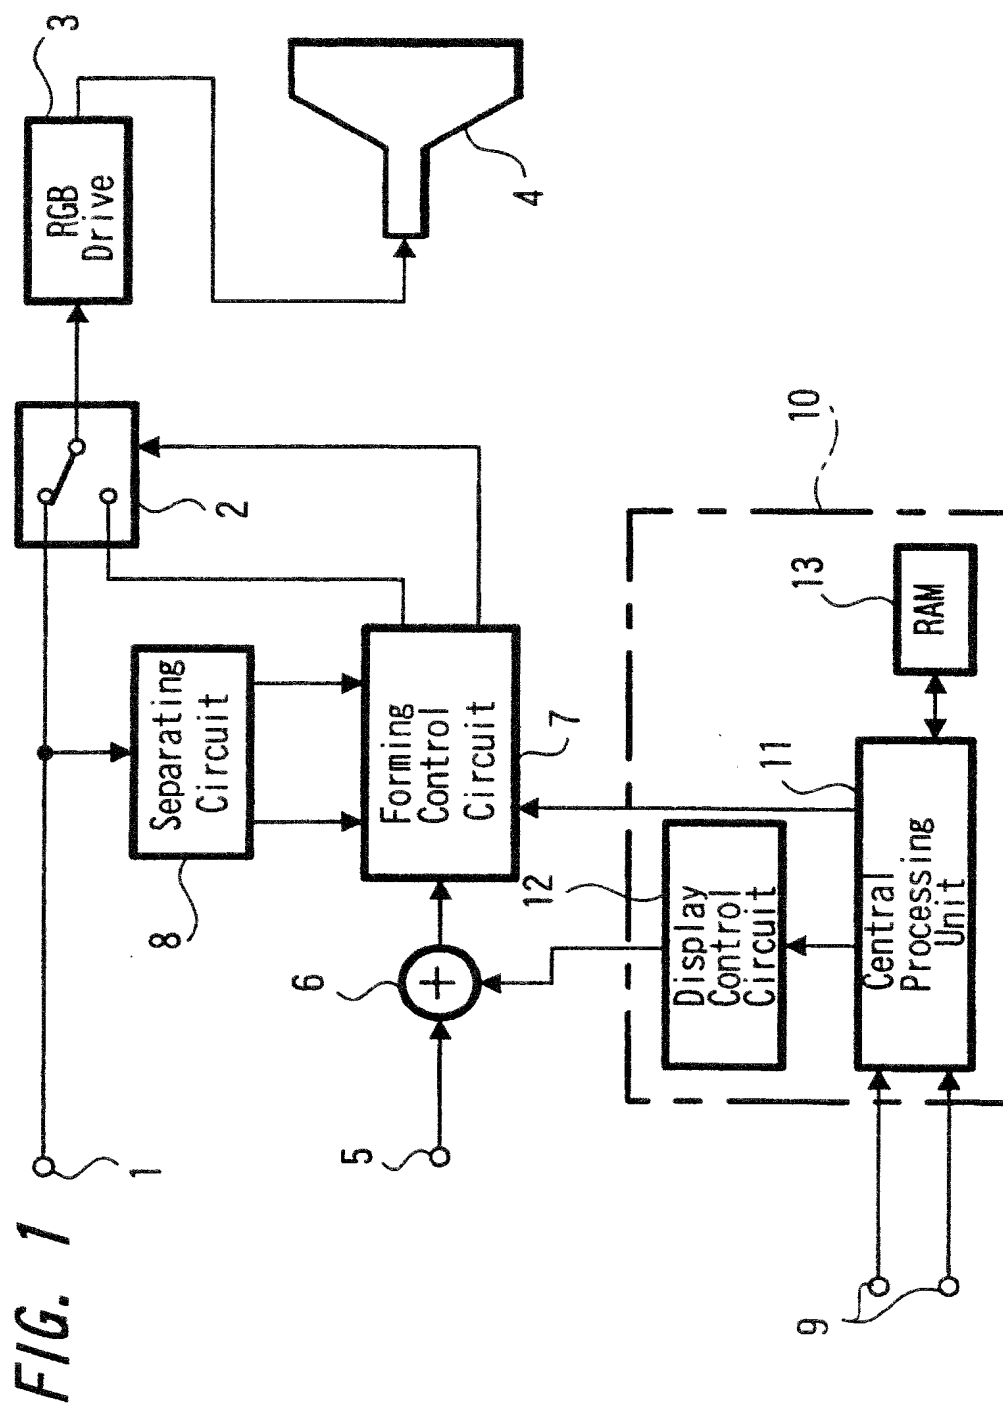 FIG. 1
1
2
3
RGB
Drive
4
8
Separating
Circuit
5
6
Forming
Control
Circuit
7
12
Display
Control
Circuit
10
11
Central
Processing
Unit
13
RAM
9